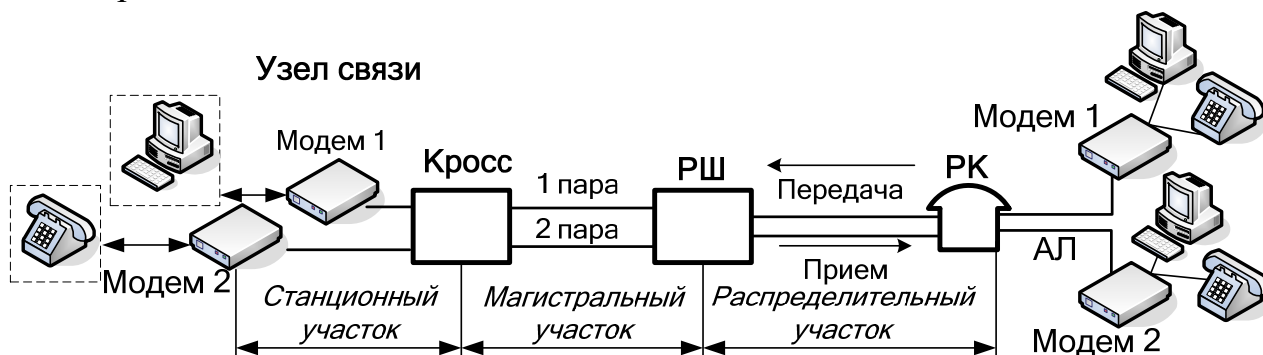 Узел связи
Модем 1
Модем 2
Кросс
1 пара
2 пара
РШ
Передача
Прием
РК
АЛ
Модем 1
Модем 2
Станционный
участок
Магистральный
участок
Распределительный
участок